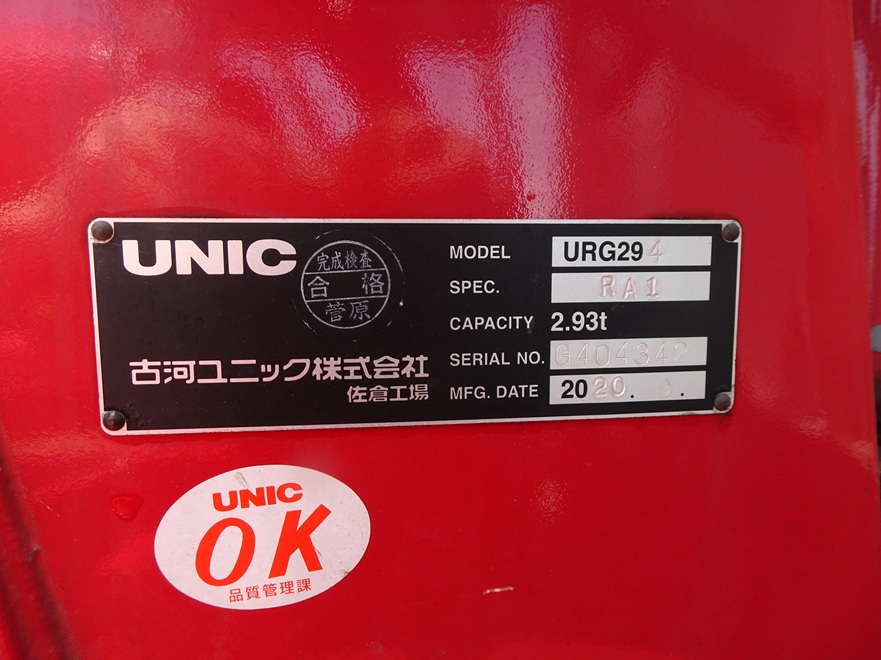 UNIC
完成検査
合格
菅原
古河ユニック株式会社
佐倉工場
MODEL URG294
SPEC. RA1
CAPACITY 2.93t
SERIAL NO. G404342
MFG. DATE 2020. .
UNIC
OK
品質管理課